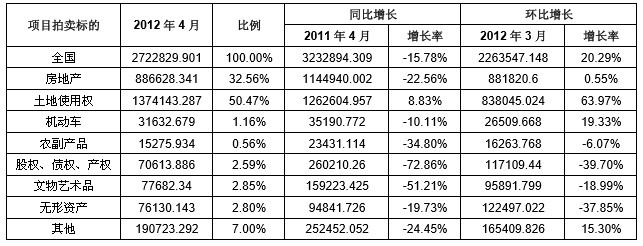 项目拍卖标的 2012 年 4 月 比例 同比增长 环比增长
2011 年 4 月 增长率 2012 年 3 月 增长率
全国 2722829.901 100.00% 3232894.309 -15.78% 2263547.148 20.29%
房地产 886628.341 32.56% 1144940.002 -22.56% 881820.6 0.55%
土地使用权 1374143.287 50.47% 1262604.957 8.83% 838045.024 63.97%
机动车 31632.679 1.16% 35190.772 -10.11% 26509.668 19.33%
农副产品 15275.934 0.56% 23431.114 -34.80% 16263.768 -6.07%
股权、债权、产权 70613.886 2.59% 260210.26 -72.86% 117109.44 -39.70%
文物艺术品 77682.34 2.85% 159223.425 -51.21% 95891.799 -18.99%
无形资产 76130.143 2.80% 94841.726 -19.73% 122497.022 -37.85%
其他 190723.292 7.00% 252452.052 -24.45% 165409.826 15.30%